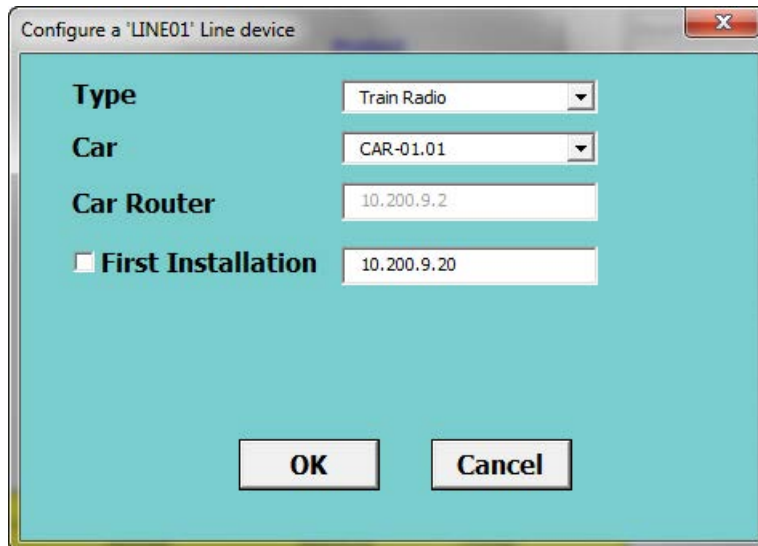 Configure a 'LINE01' Line device
Type
Train Radio
Car
CAR-01.01
Car Router
10.200.9.2
First Installation
10.200.9.20
OK
Cancel